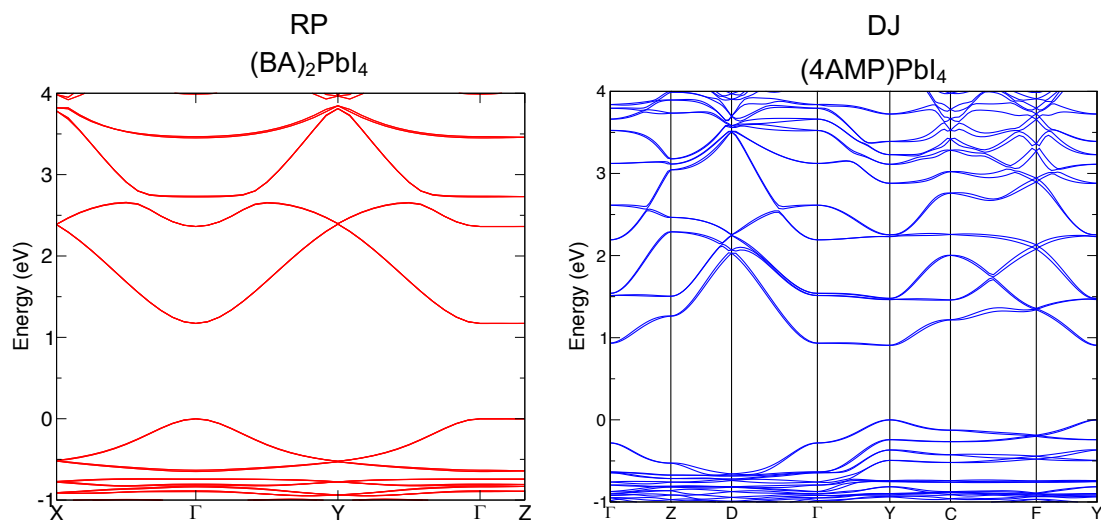 RP
(BA)₂PbI₄
Energy (eV)
4
3
2
1
0
-1
X Γ Y Γ Z
DJ
(4AMP)PbI₄
Energy (eV)
4
3
2
1
0
-1
Γ Z D Γ Y C F Y